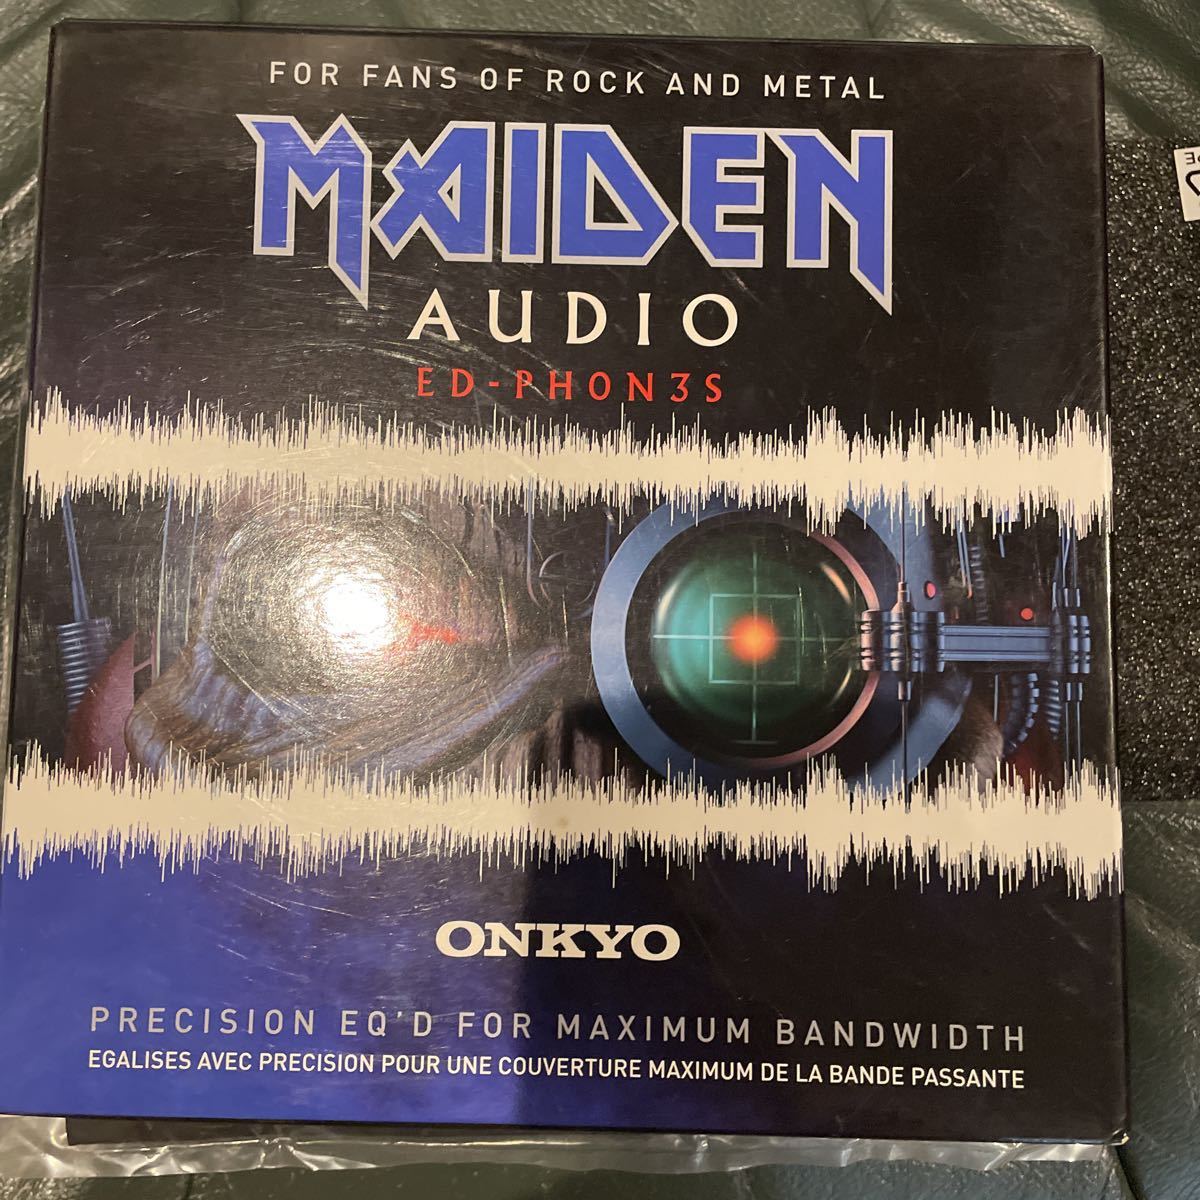 FOR FANS OF ROCK AND METAL
MAIDEN
AUDIO
ED-PHON3S
ONKYO
PRECISION EQ'D FOR MAXIMUM BANDWIDTH
EGALISES AVEC PRECISION POUR UNE COUVERTURE MAXIMUM DE LA BANDE PASSANTE